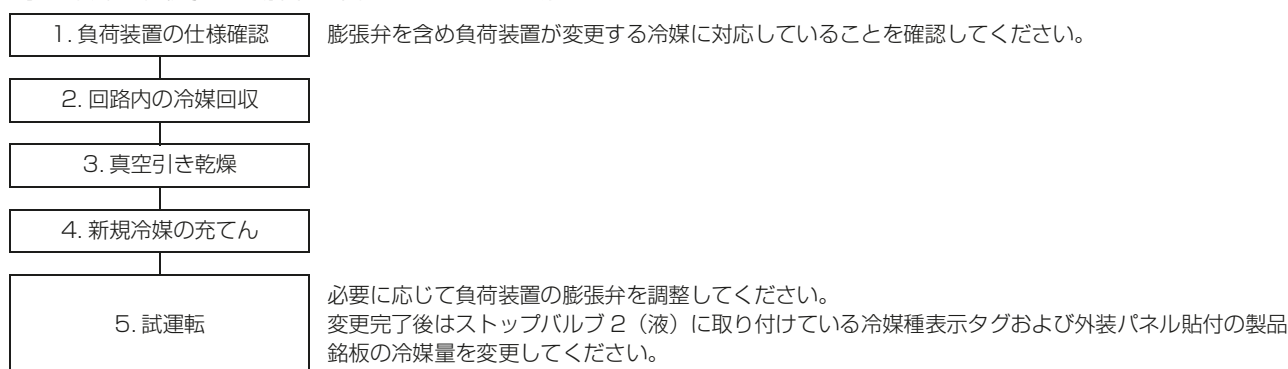 1. 負荷装置の仕様確認
膨張弁を含め負荷装置が変更する冷媒に対応していることを確認してください。
2. 回路内の冷媒回収
3. 真空引き乾燥
4. 新規冷媒の充てん
5. 試運転
必要に応じて負荷装置の膨張弁を調整してください。
変更完了後はストップバルブ 2（液）に取り付けている冷媒種表示タグおよび外装パネル貼付の製品
銘板の冷媒量を変更してください。